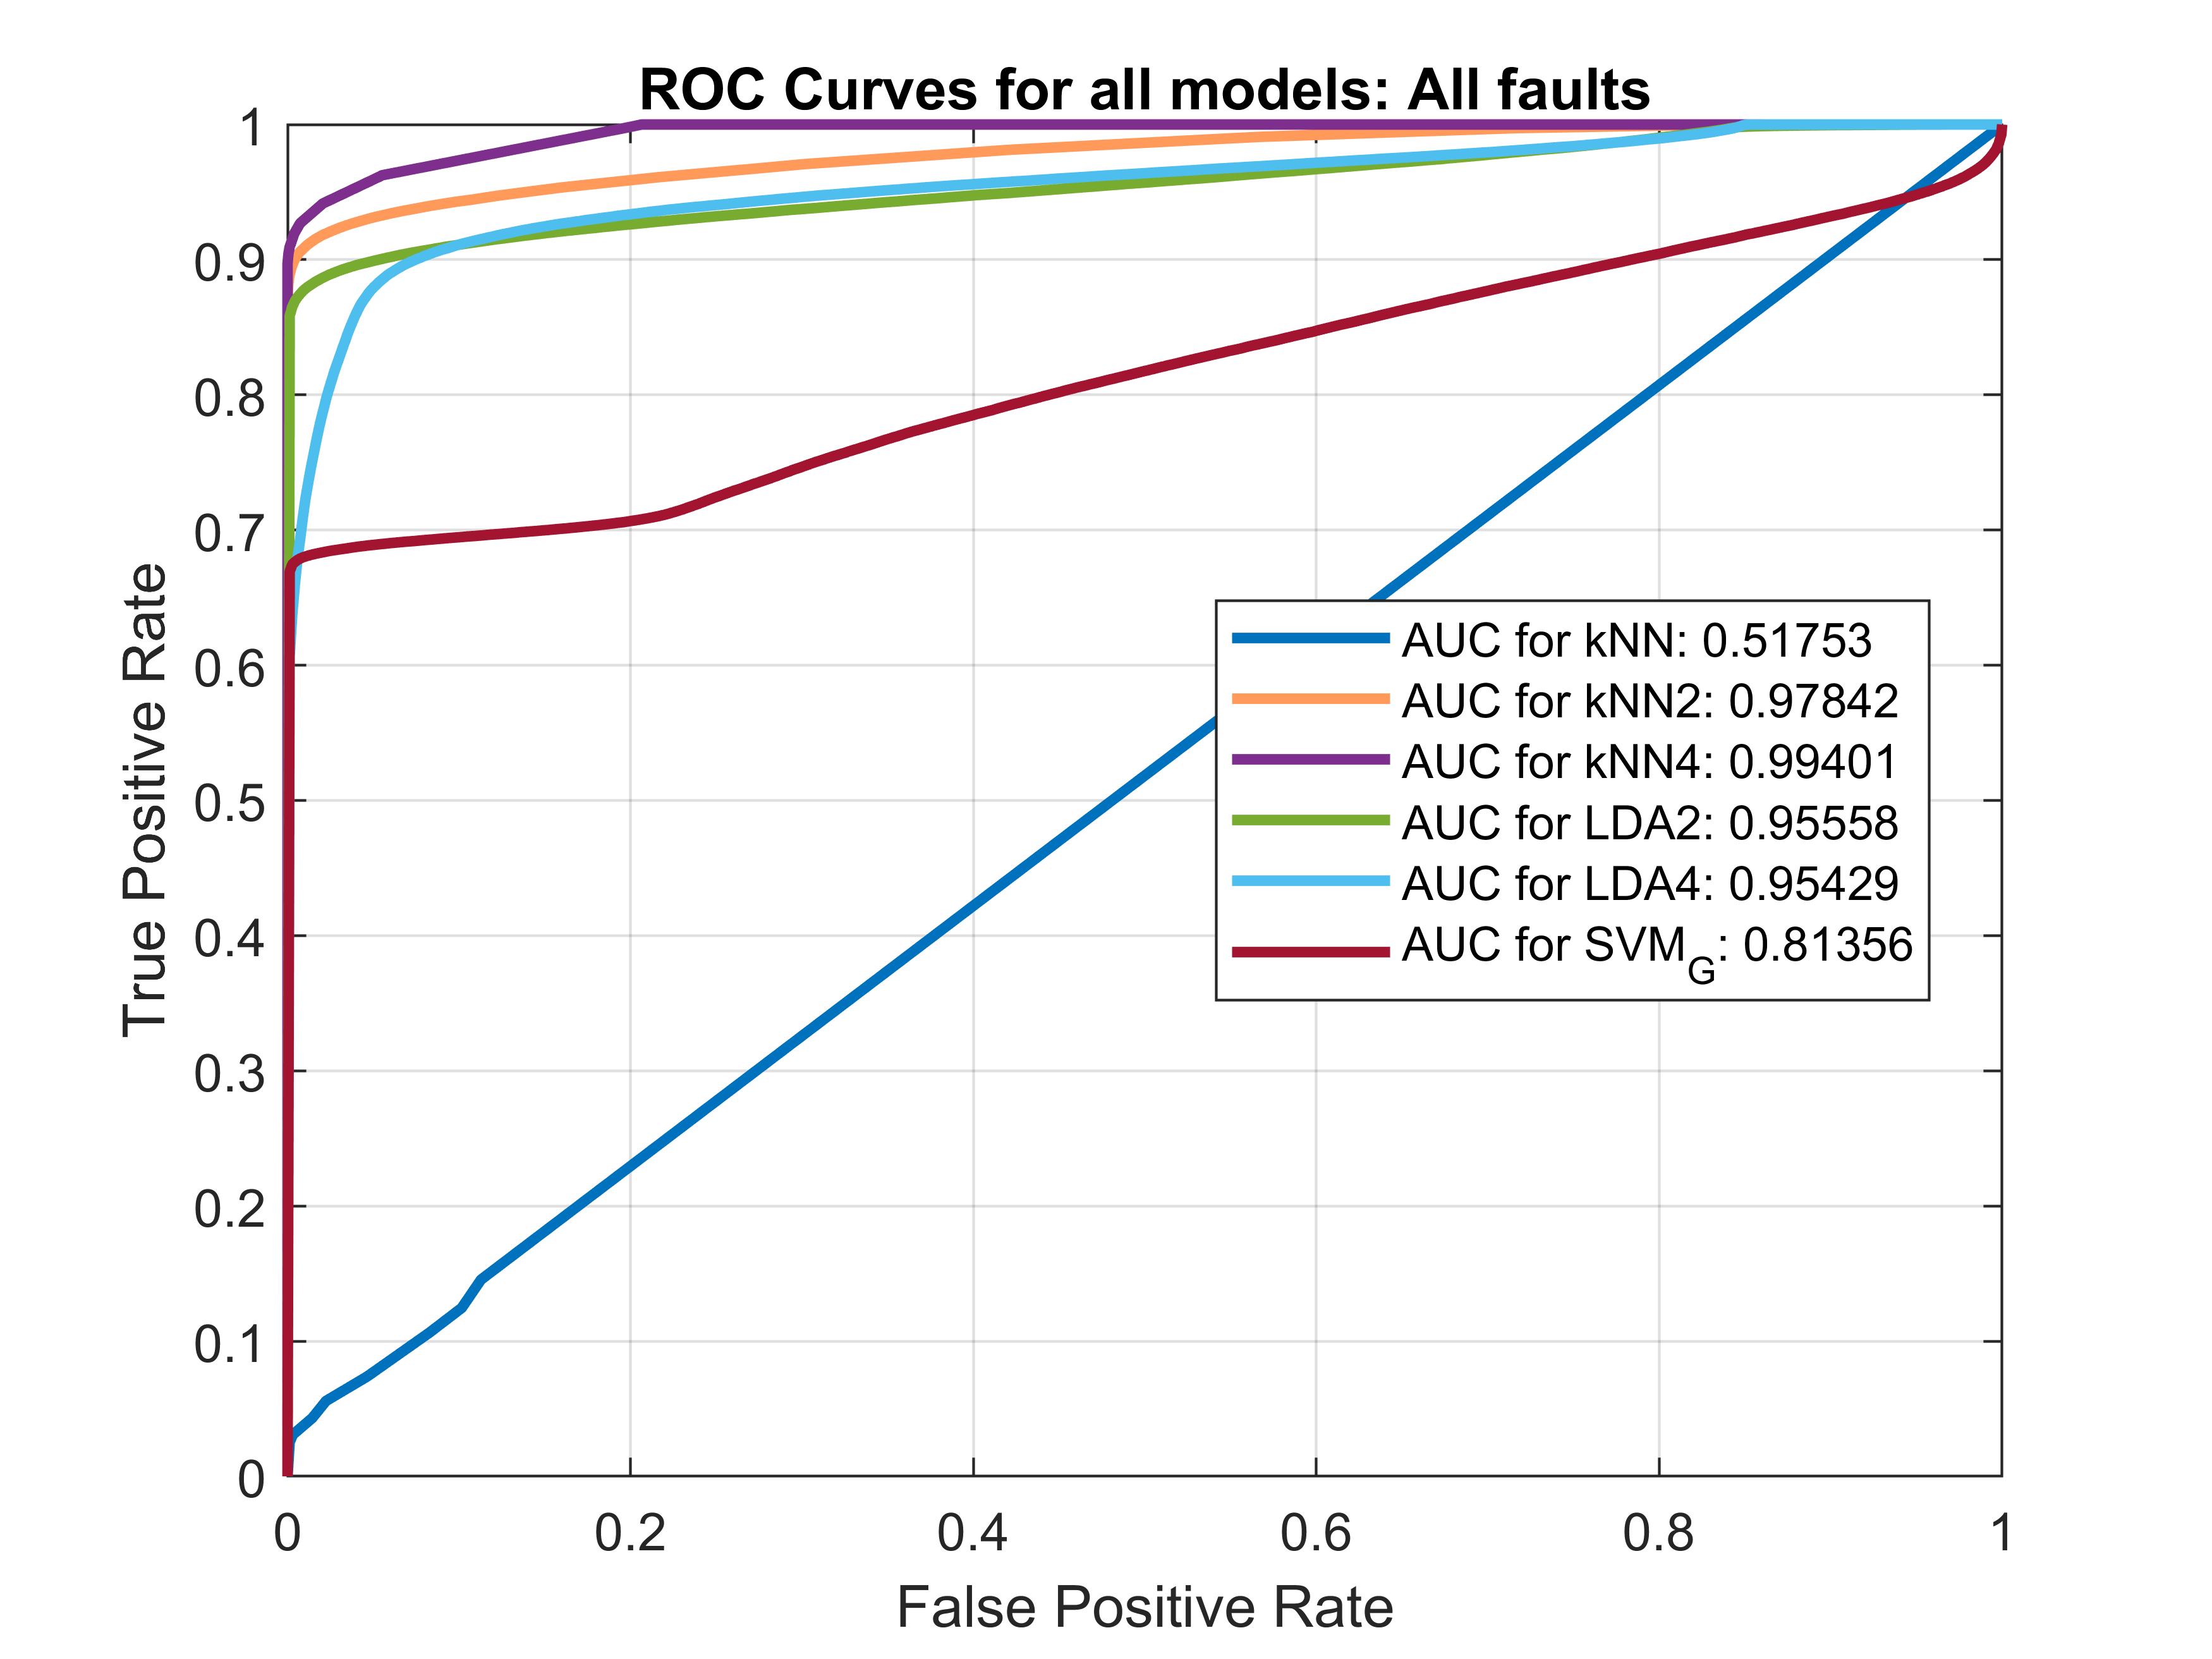 ROC Curves for all models: All faults
1
0.9
0.8
0.7
0.6
0.5
0.4
0.3
0.2
0.1
0
True Positive Rate
AUC for kNN: 0.51753
AUC for kNN2: 0.97842
AUC for kNN4: 0.99401
AUC for LDA2: 0.95558
AUC for LDA4: 0.95429
AUC for SVM_G: 0.81356
0 0.2 0.4 0.6 0.8 1
False Positive Rate